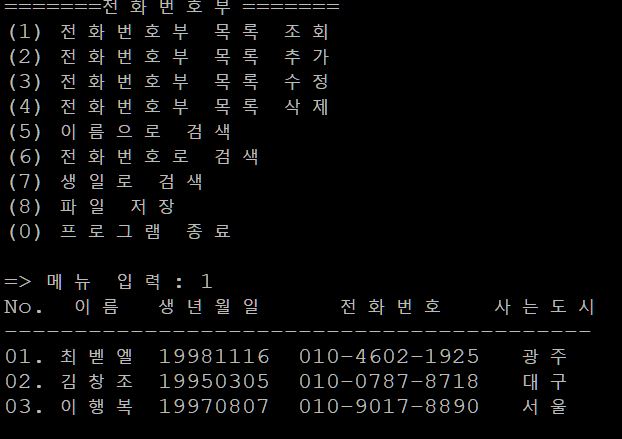 =======전화번호부 =======
(1) 전화번호부 목록 조회
(2) 전화번호부 목록 추가
(3) 전화번호부 목록 수정
(4) 전화번호부 목록 삭제
(5) 이름으로 검색
(6) 전화번호로 검색
(7) 생일로 검색
(8) 파일 저장
(0) 프로그램 종료
=> 메뉴 입력 : 1
No. 이름 생년월일 전화번호 사는도시
------------------------------------------
01. 최벤엘 19981116 010-4602-1925 광주
02. 김창조 19950305 010-0787-8718 대구
03. 이행복 19970807 010-9017-8890 서울